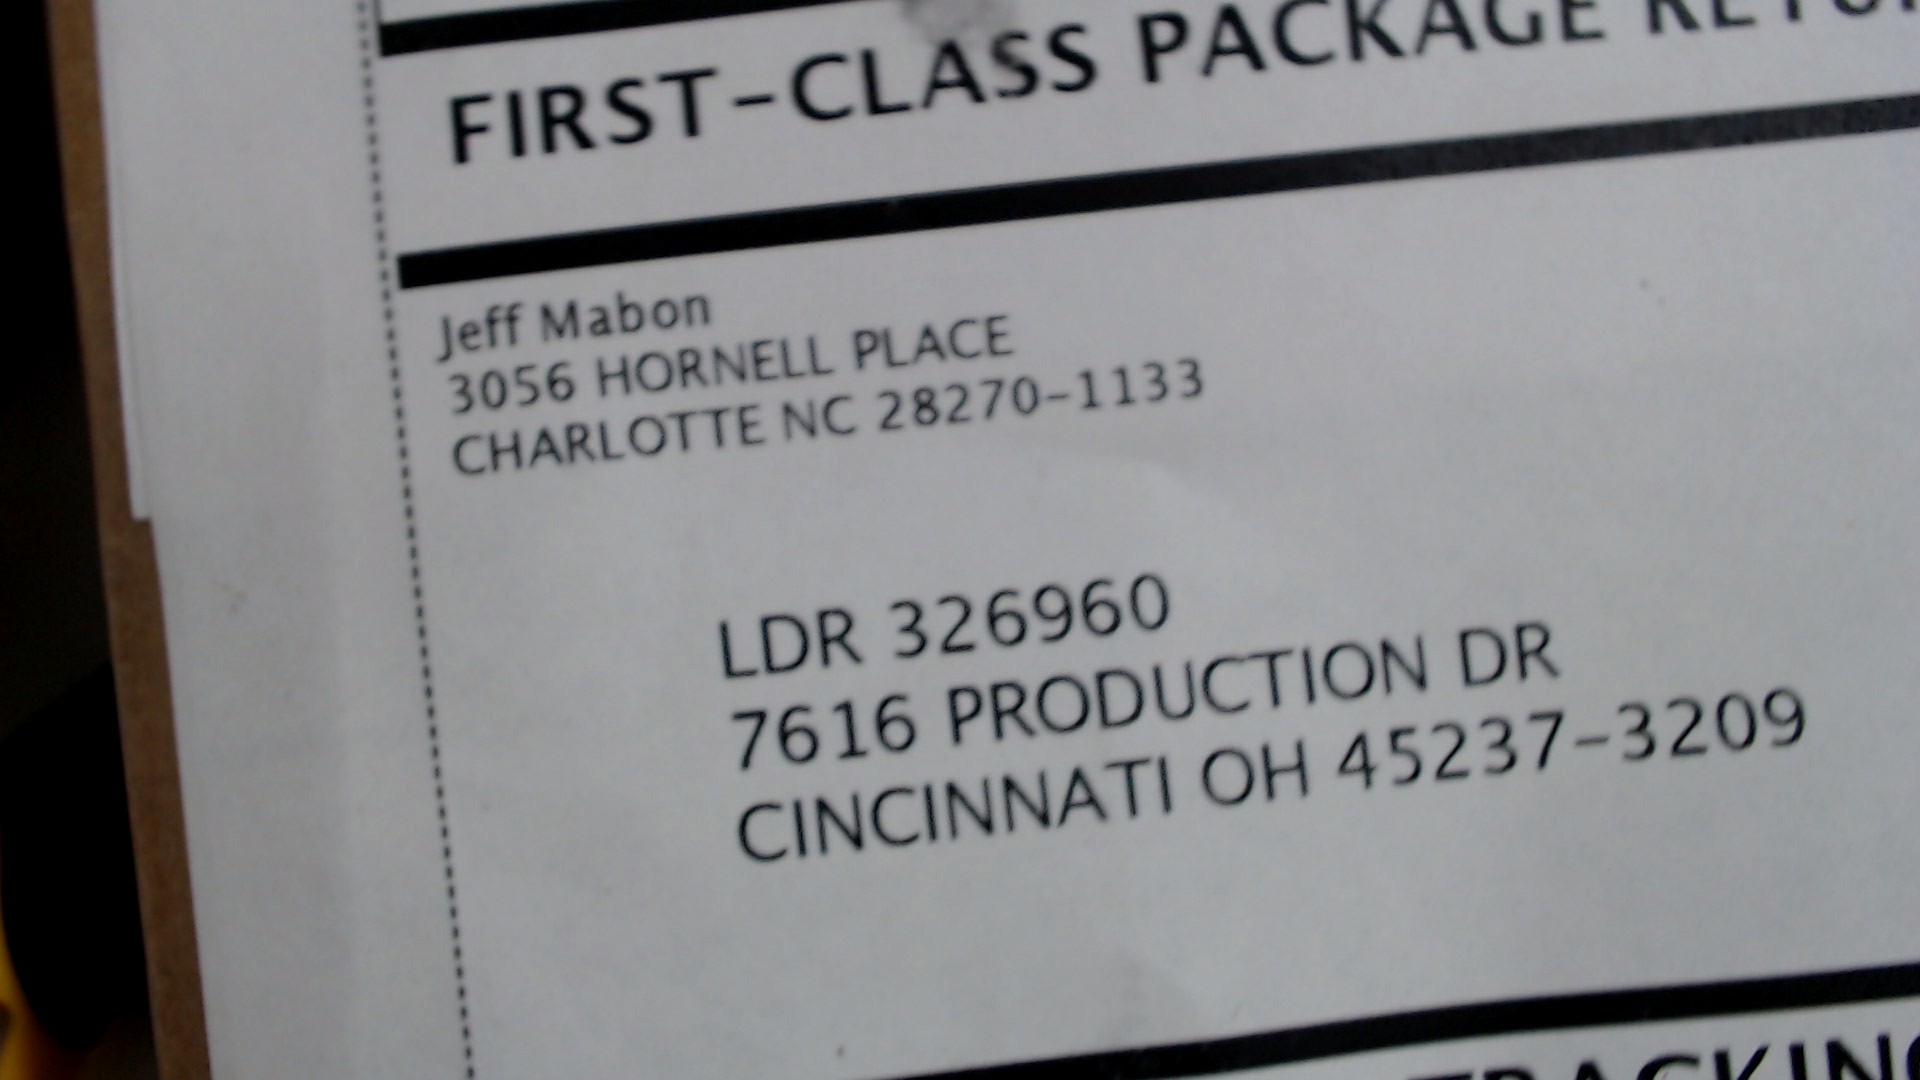 FIRST-CLASS PACKAGE
Jeff Mabon
3056 HORNELL PLACE
CHARLOTTE NC 28270-1133
LDR 326960
7616 PRODUCTION DR
CINCINNATI OH 45237-3209